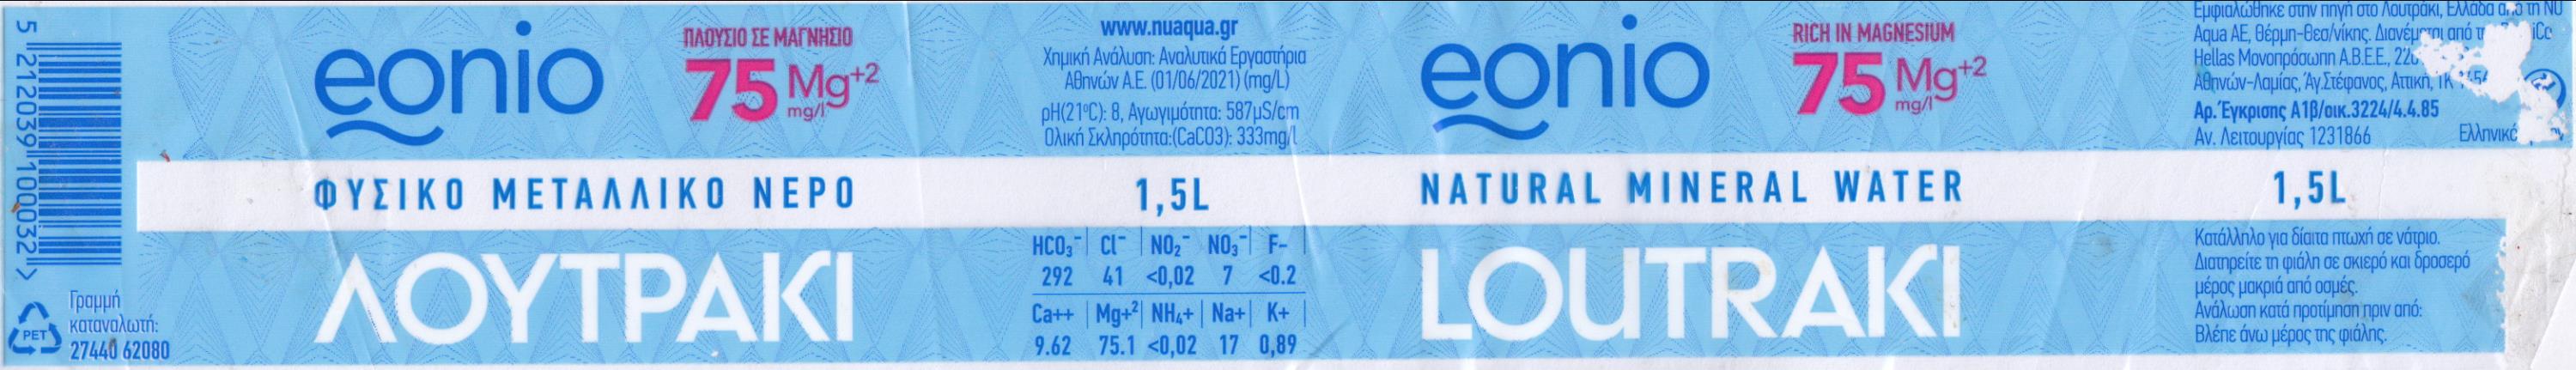 5 212039 100032 >
PET
Γραμμή
καταναλωτή:
27440 62080
eonio
ΠΛΟΥΣΙΟ ΣΕ ΜΑΓΝΗΣΙΟ
75 Mg+2
mg/l
ΦΥΣΙΚΟ ΜΕΤΑΛΛΙΚΟ ΝΕΡΟ
ΛΟΥΤΡΑΚΙ
www.nuaqua.gr
Χημική Ανάλυση: Αναλυτικά Εργαστήρια
Αθηνών Α.Ε. (01/06/2021) (mg/L)
pH(21°C): 8, Αγωγιμότητα: 587μS/cm
Ολική Σκληρότητα:(CaCO3): 333mg/l
1,5L
HCO₃⁻ Cl⁻ NO₂⁻ NO₃⁻ F-
292 41 <0,02 7 <0.2
Ca++ Mg+² NH₄+ Na+ K+
9.62 75.1 <0,02 17 0,89
eonio
RICH IN MAGNESIUM
75 Mg+2
mg/l
NATURAL MINERAL WATER
LOUTRAKI
Εμφιαλώθηκε στην πηγή στο Λουτράκι, Ελλάδα από τη NU
Aqua AE, Θέρμη-Θεσ/νίκης. Διανέμεται από
Hellas Μονοπρόσωπη Α.Β.Ε.Ε.,
Αθηνών-Λαμίας, Άγ.Στέφανος, Αττική, ΤΚ
Αρ. Έγκρισης Α1β/οικ.3224/4.4.85
Αν. Λειτουργίας 1231866
1,5L
Κατάλληλο για δίαιτα πτωχή σε νάτριο.
Διατηρείτε τη φιάλη σε σκιερό και δροσερό
μέρος μακριά από οσμές.
Ανάλωση κατά προτίμηση πριν από:
Βλέπε άνω μέρος της φιάλης.